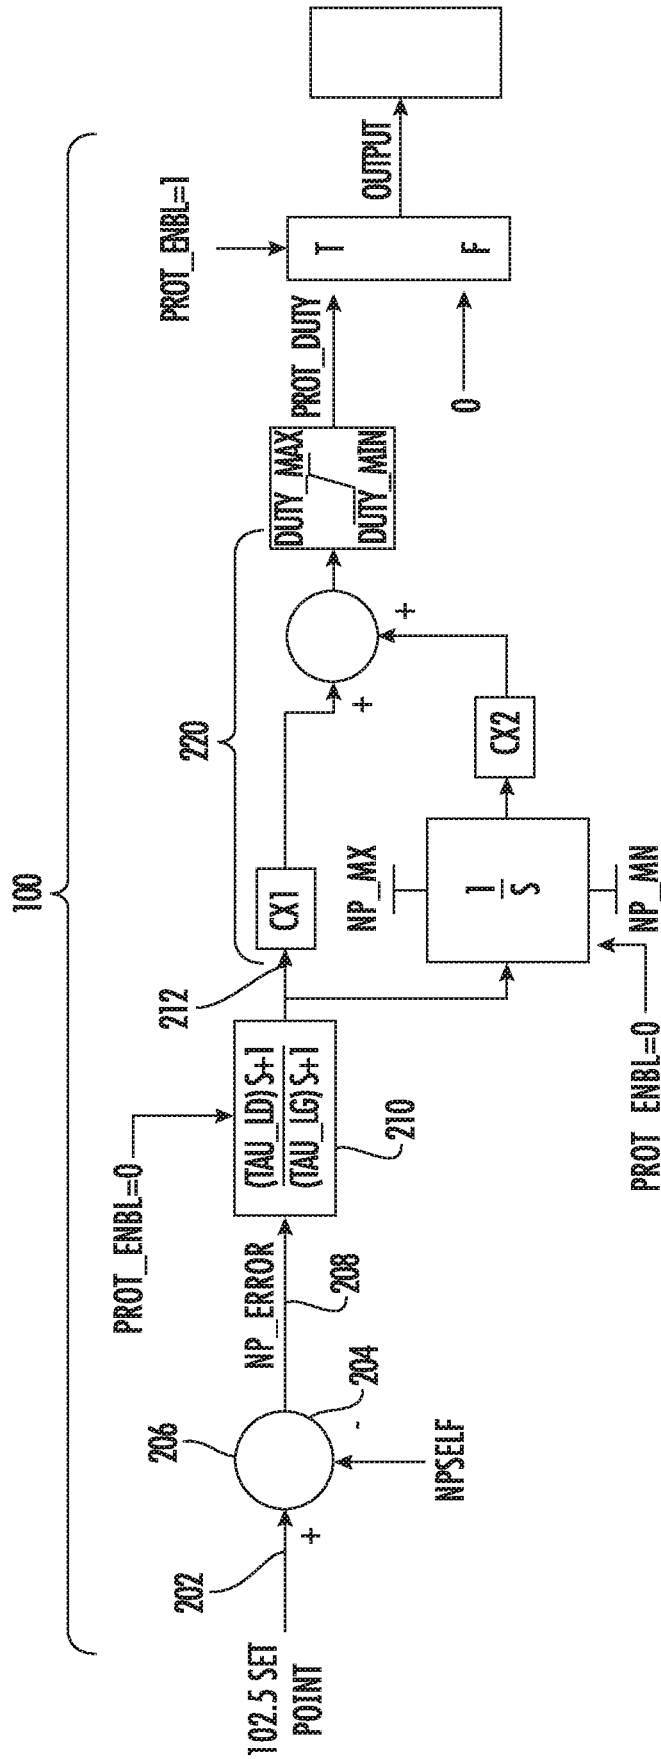 100
102.5 SET
POINT
202
+
206
204
-
NPSELF
NP_ERROR
208
PROT_ENBL=0
(TAU_LD)S+1
(TAU_LG)S+1
210
212
220
CX1
NP_MX
1
S
NP_MN
PROT_ENBL=0
CX2
+
+
DUTY_MAX
DUTY_MIN
PROT_DUTY
0
PROT_ENBL=1
T
F
OUTPUT